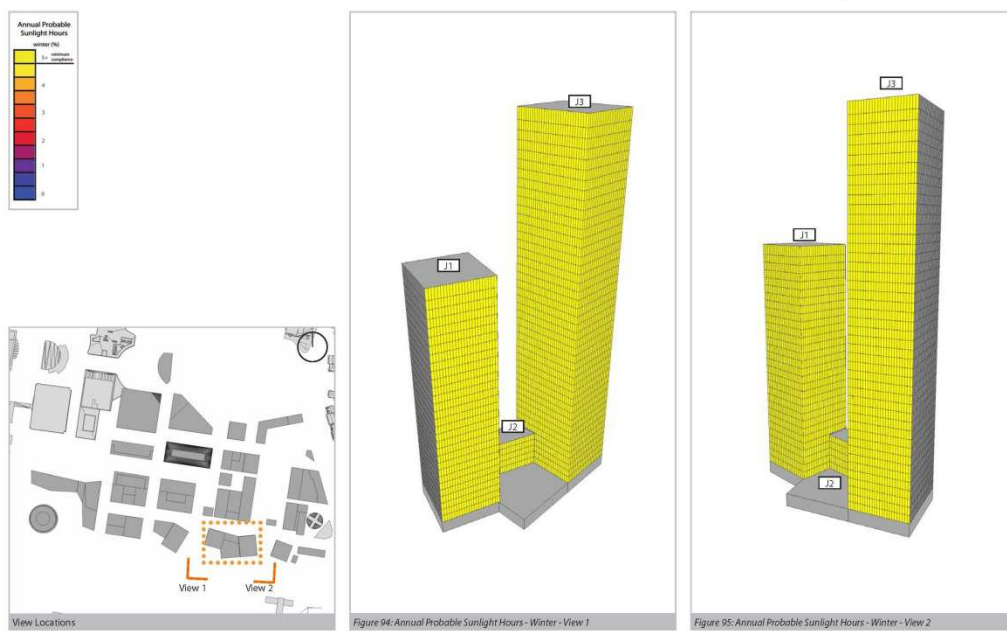 Annual Probable
Sunlight Hours
winter (%)
5+ minimum
compliance
4
3
2
1
0
View 1
View 2
View Locations
J3
J1
J2
Figure 94: Annual Probable Sunlight Hours - Winter - View 1
J3
J1
J2
Figure 95: Annual Probable Sunlight Hours - Winter - View 2